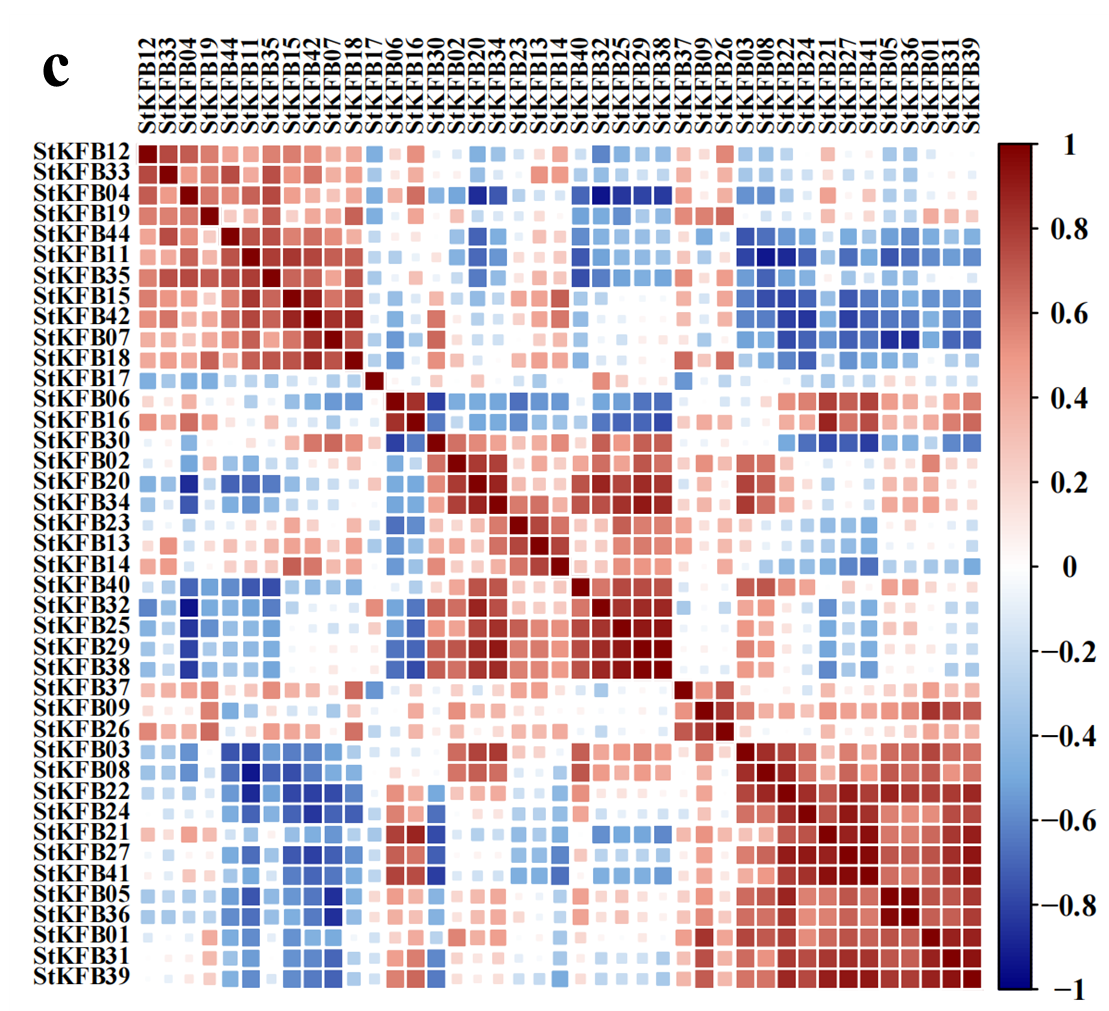 c
StKFB12 StKFB33 StKFB04 StKFB19 StKFB44 StKFB11 StKFB35 StKFB15 StKFB42 StKFB07 StKFB18 StKFB17 StKFB06 StKFB16 StKFB30 StKFB02 StKFB20 StKFB34 StKFB23 StKFB13 StKFB14 StKFB40 StKFB32 StKFB25 StKFB29 StKFB38 StKFB37 StKFB09 StKFB26 StKFB03 StKFB08 StKFB22 StKFB24 StKFB21 StKFB27 StKFB41 StKFB05 StKFB36 StKFB01 StKFB31 StKFB39
StKFB12
StKFB33
StKFB04
StKFB19
StKFB44
StKFB11
StKFB35
StKFB15
StKFB42
StKFB07
StKFB18
StKFB17
StKFB06
StKFB16
StKFB30
StKFB02
StKFB20
StKFB34
StKFB23
StKFB13
StKFB14
StKFB40
StKFB32
StKFB25
StKFB29
StKFB38
StKFB37
StKFB09
StKFB26
StKFB03
StKFB08
StKFB22
StKFB24
StKFB21
StKFB27
StKFB41
StKFB05
StKFB36
StKFB01
StKFB31
StKFB39
1
0.8
0.6
0.4
0.2
0
−0.2
−0.4
−0.6
−0.8
−1